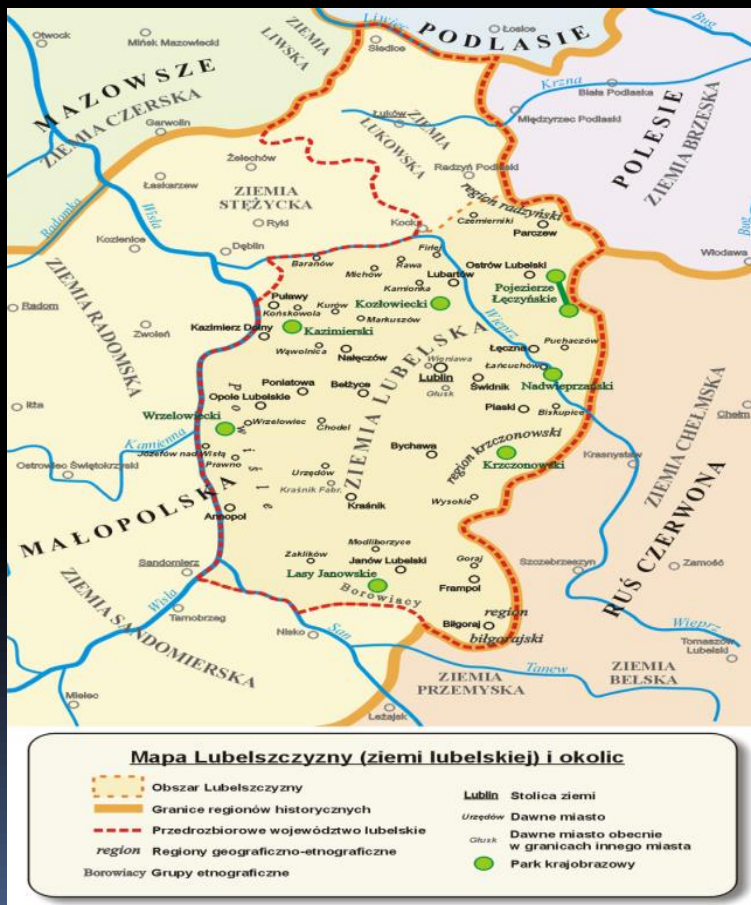 Otwock
Mińsk Mazowiecki
ZIEMIA
LIWSKA
Liwiec
Siedlce
PODLASIE
Łosice
Bug
MAZOWSZE
ZIEMIA CZERSKA
Garwolin
Krzna
Biała Podlaska
Łuków
ZIEMIA
ŁUKOWSKA
Międzyrzec Podlaski
POLESIE
ZIEMIA BRZESKA
Żelechów
Radzyń Podlaski
Łaskarzew
ZIEMIA
STĘŻYCKA
region radzyński
Radomka
Wisła
Ryki
Kock
Czemierniki
Parczew
Bug
Kozienice
Dęblin
Włodawa
Firlej
Baranów
Rawa
Michów
Ostrów Lubelski
Kamionka
Lubartów
Pojezierze
Łęczyńskie
ZIEMIA RADOMSKA
Radom
Puławy
Końskowola
Kurów
Kozłowiecki
Markuszów
Wieprz
Zwoleń
Kazimierz Dolny
Kazimierski
Puchaczów
Wąwolnica
Nałęczów
Łęczna
Wieniawa
Łańcuchów
Lublin
Nadwieprzański
Świdnik
Głusk
ZIEMIA LUBELSKA
Poniatowa
Bełżyce
Opole Lubelskie
Powiśle
Iłża
Piaski
Biskupice
Chełm
Wrzelowiecki
Wrzelowiec
Chodel
ZIEMIA CHEŁMSKA
Kamienna
Józefów nad Wisłą
Prawno
Bychawa
region krzczonowski
Krzczonowski
Krasnystaw
Ostrowiec Świętokrzyski
Urzędów
Kraśnik Fabr.
Kraśnik
Wysokie
MAŁOPOLSKA
Annopol
RUŚ CZERWONA
Modliborzyce
Sandomierz
Zaklików
Janów Lubelski
Goraj
Szczebrzeszyn
Zamość
Lasy Janowskie
Borowiacy
Frampol
Wisła
Tarnobrzeg
ZIEMIA SANDOMIERSKA
Nisko
San
Biłgoraj
region
biłgorajski
Wieprz
Tomaszów
Lubelski
Tanew
ZIEMIA
PRZEMYSKA
ZIEMIA
BELSKA
Mielec
Leżajsk
Mapa Lubelszczyzny (ziemi lubelskiej) i okolic
Obszar Lubelszczyzny
Granice regionów historycznych
Przedrozbiorowe województwo lubelskie
region Regiony geograficzno-etnograficzne
Borowiacy Grupy etnograficzne
Lublin Stolica ziemi
Urzędów Dawne miasto
Głusk Dawne miasto obecnie
w granicach innego miasta
Park krajobrazowy